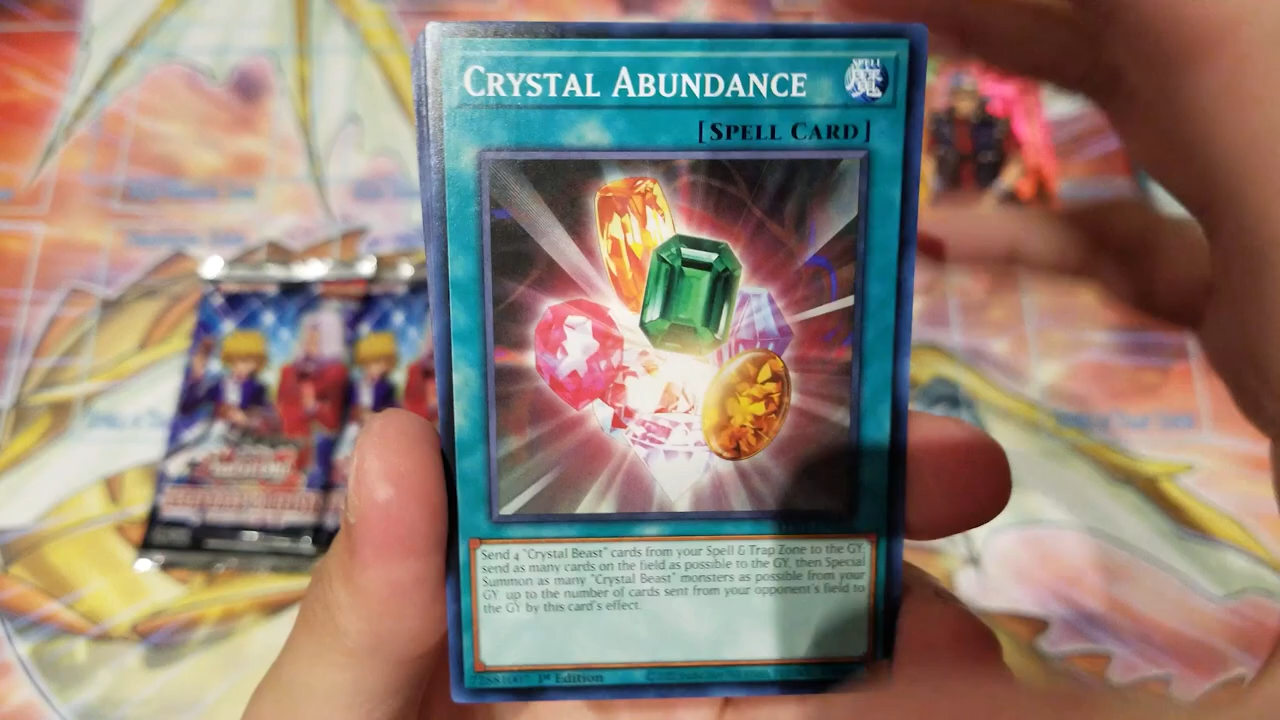 CRYSTAL ABUNDANCE
SPELL
[SPELL CARD]
Send 4 "Crystal Beast" cards from your Spell & Trap Zone to the GY;
send as many cards on the field as possible to the GY, then Special
Summon as many "Crystal Beast" monsters as possible from your
GY, up to the number of cards sent from your opponent's field to
the GY by this card's effect.
1st Edition